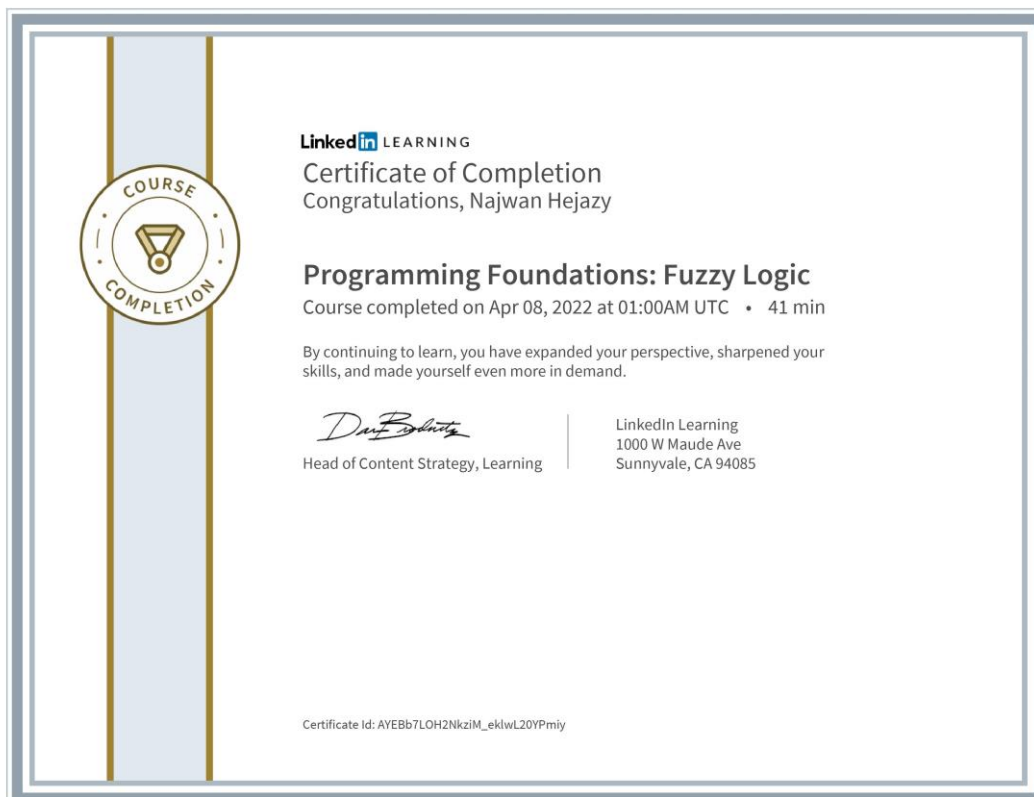 COURSE
COMPLETION
Linked in LEARNING
Certificate of Completion
Congratulations, Najwan Hejazy
Programming Foundations: Fuzzy Logic
Course completed on Apr 08, 2022 at 01:00AM UTC • 41 min
By continuing to learn, you have expanded your perspective, sharpened your
skills, and made yourself even more in demand.
Head of Content Strategy, Learning
LinkedIn Learning
1000 W Maude Ave
Sunnyvale, CA 94085
Certificate Id: AYEBb7LOH2NkziM_eklwL20YPmiy